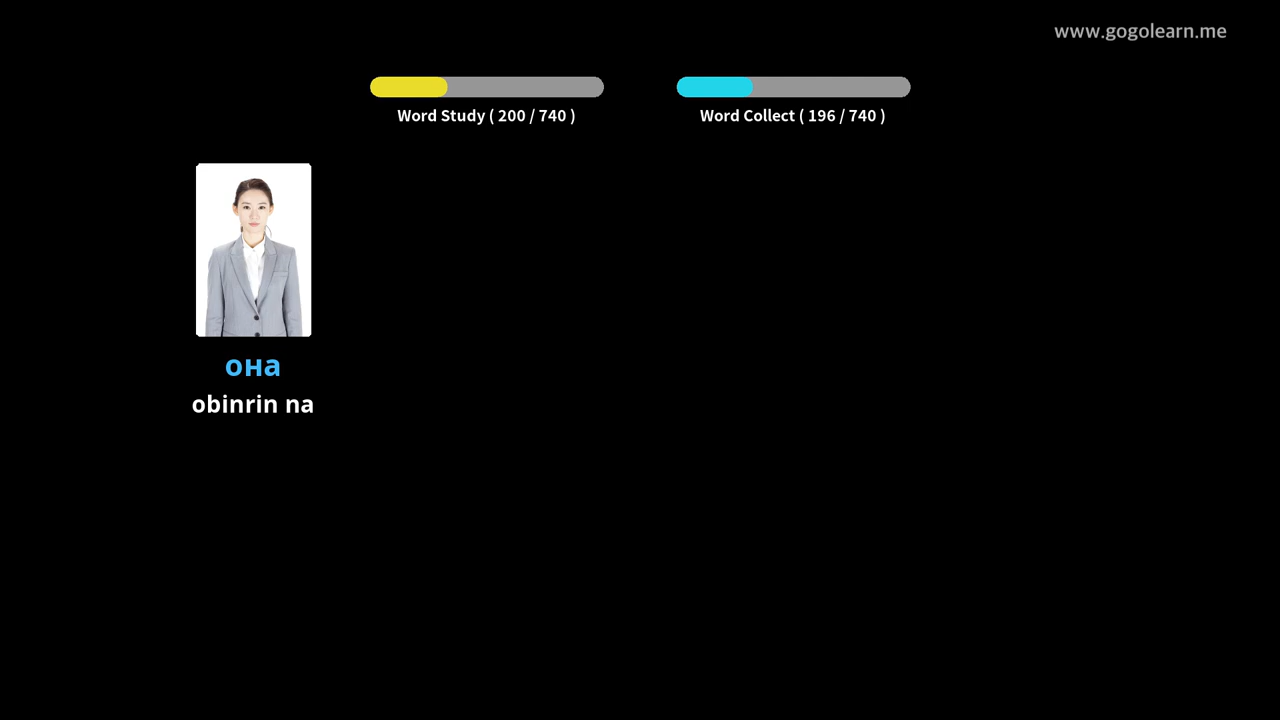 www.gogolearn.me
Word Study ( 200 / 740 )
Word Collect ( 196 / 740 )
она
obinrin na